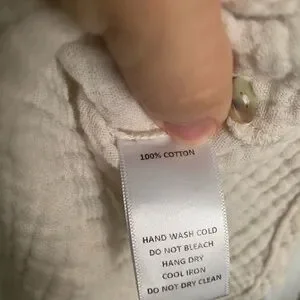 100% COTTON
HAND WASH COLD
DO NOT BLEACH
HANG DRY
COOL IRON
DO NOT DRY CLEAN